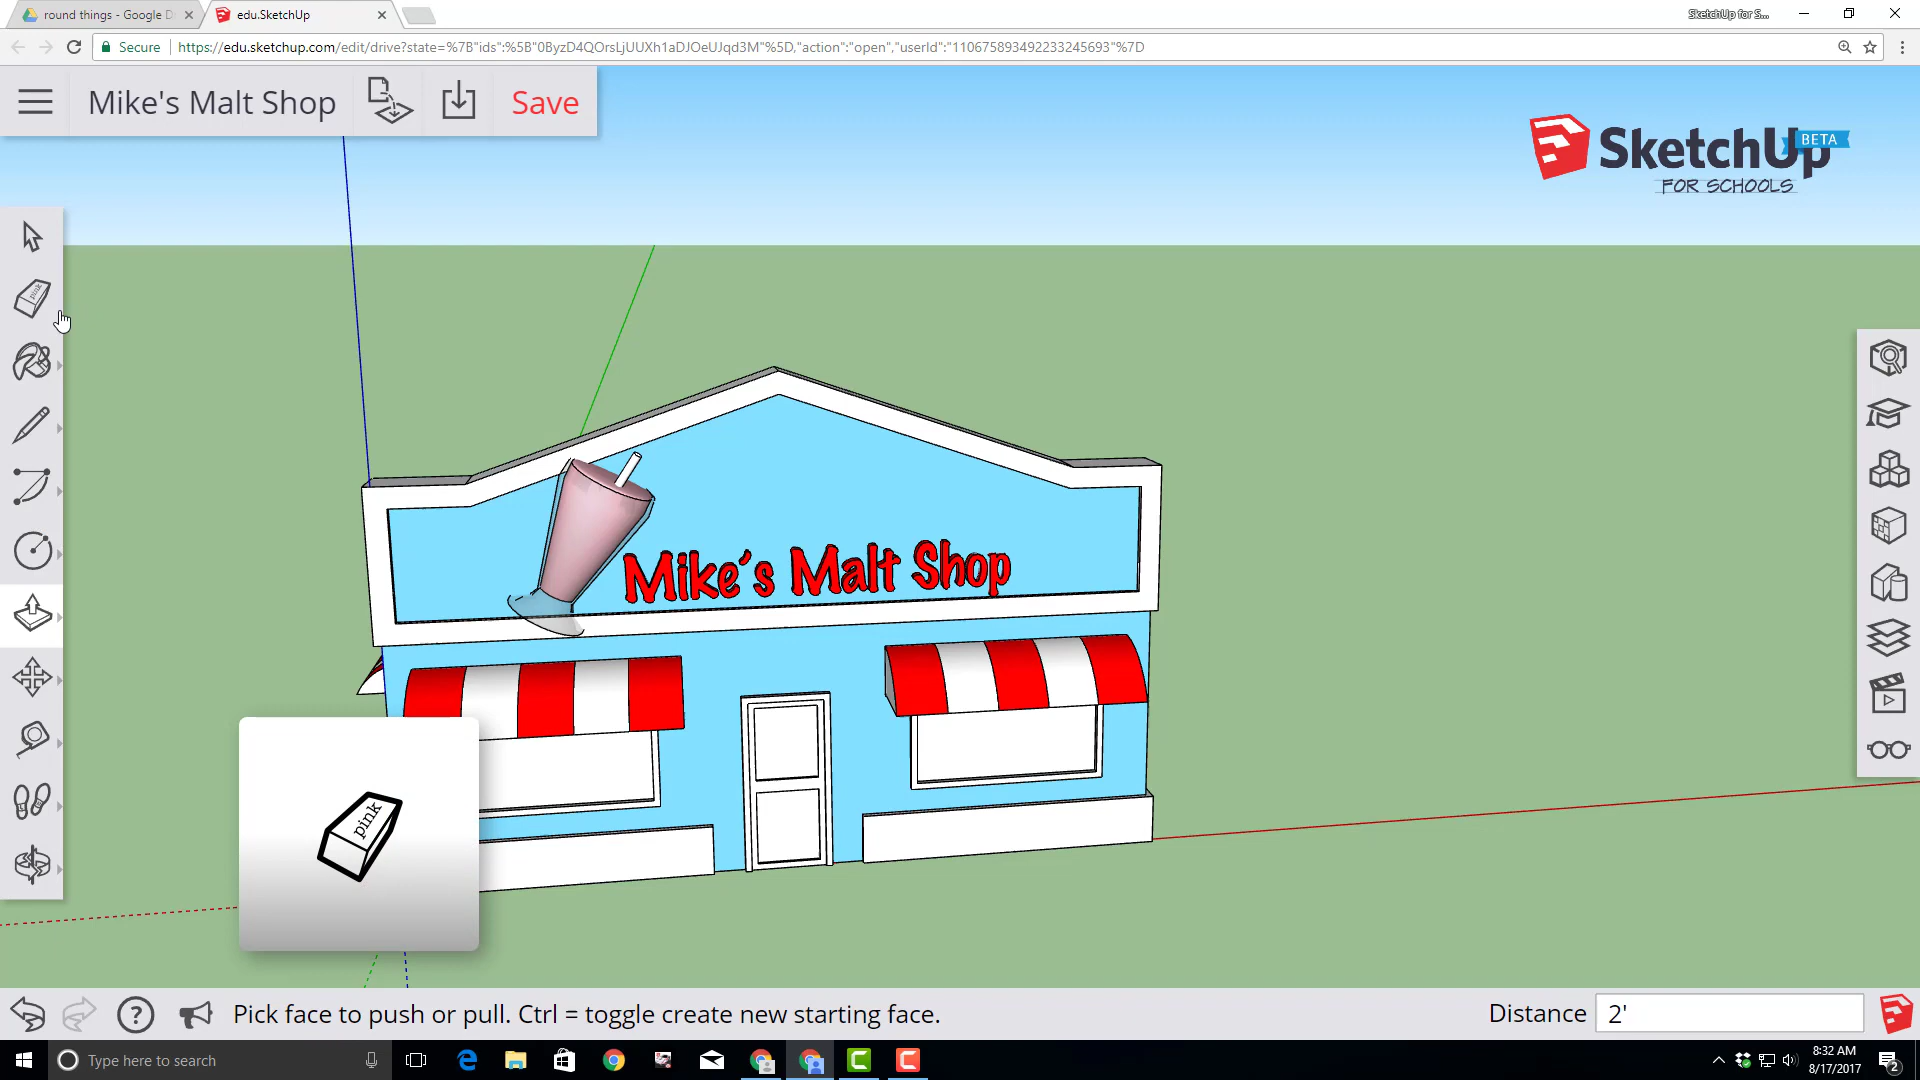 round things - Google D
edu.SketchUp
SketchUp for S...
Secure
https://edu.sketchup.com/edit/drive?state=%7B"ids":%5B"0ByzD4QOrsLjUUXh1aDJOeUJqd3M"%5D,"action":"open","userId":"110675893492233245693"%7D
Mike's Malt Shop
Save
SketchUp
BETA
FOR SCHOOLS
pink
Mike's Malt Shop
pink
Pick face to push or pull. Ctrl = toggle create new starting face.
Distance
2'
Type here to search
8:32 AM
8/17/2017
2